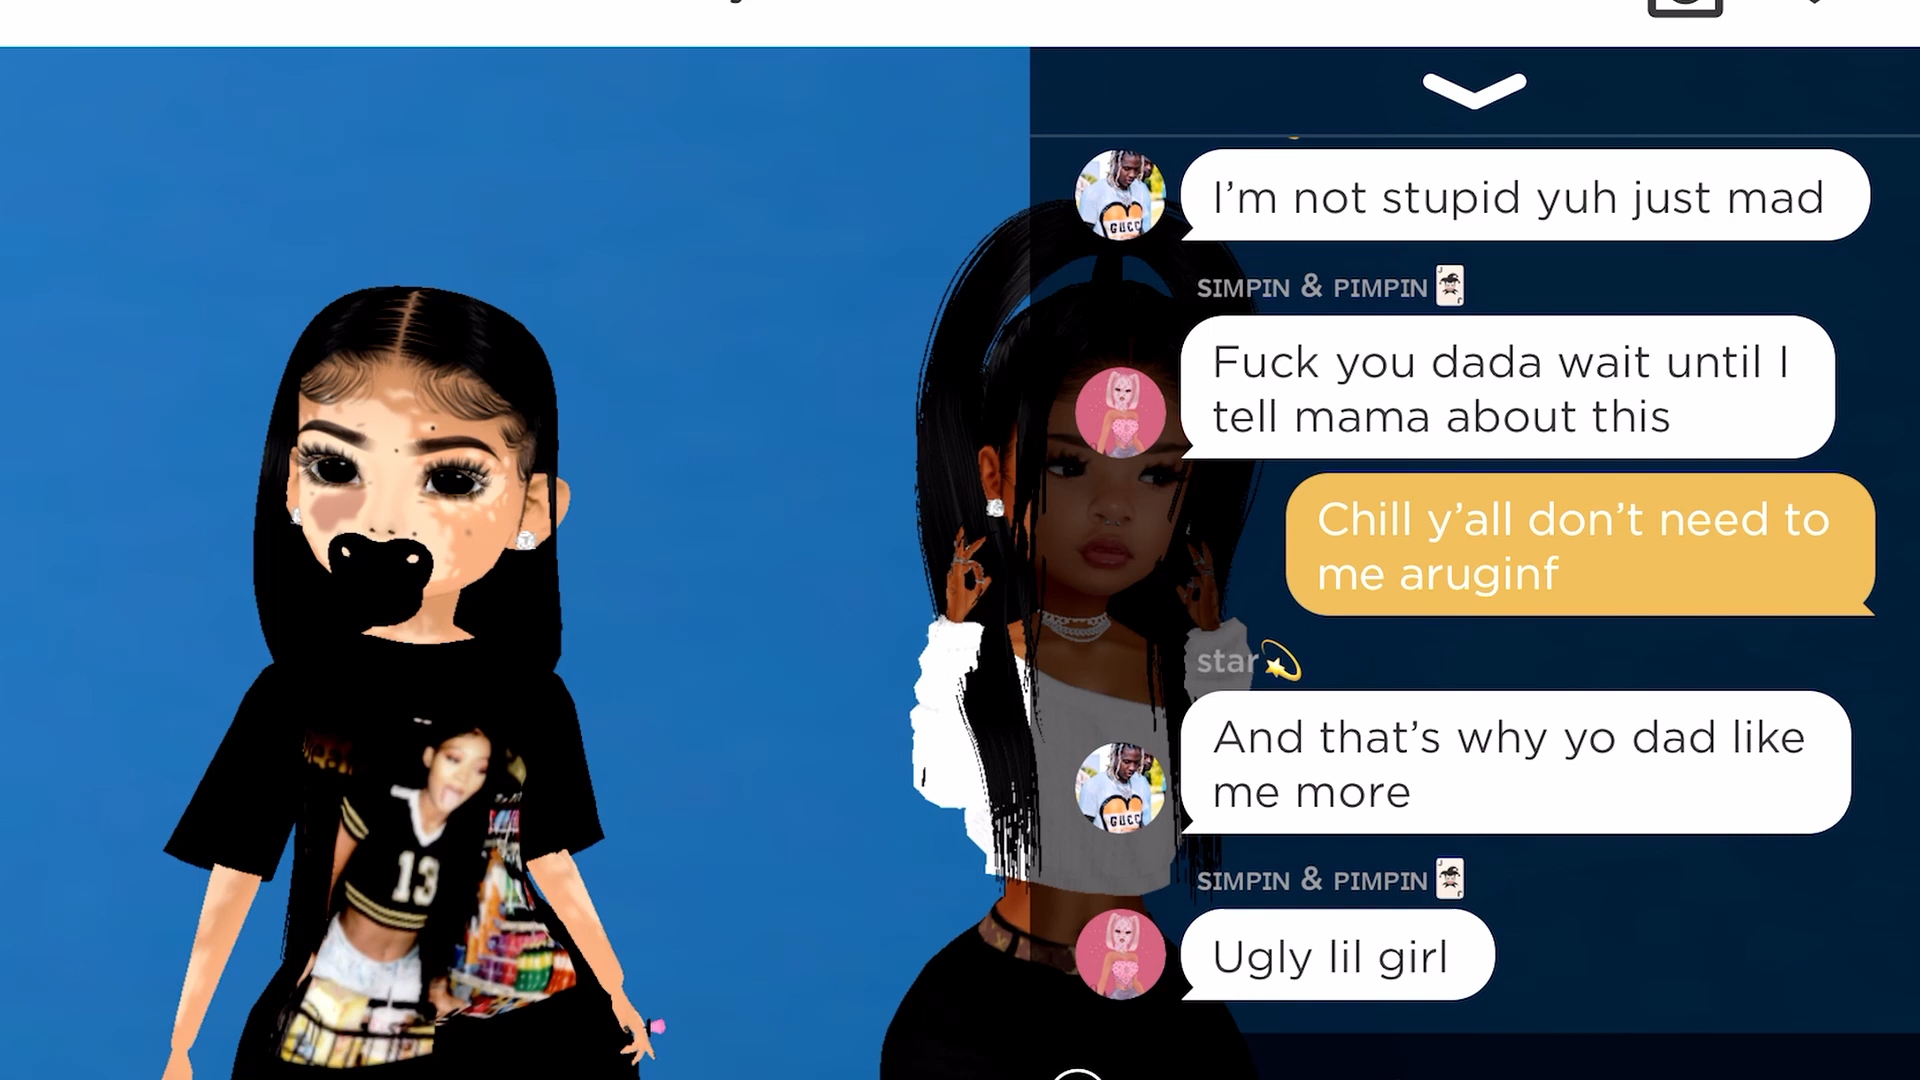 I'm not stupid yuh just mad
SIMPIN & PIMPIN🃏
Fuck you dada wait until I
tell mama about this
Chill y'all don't need to
me aruginf
star💫
And that's why yo dad like
me more
SIMPIN & PIMPIN🃏
Ugly lil girl
13
GUCC
GUCC